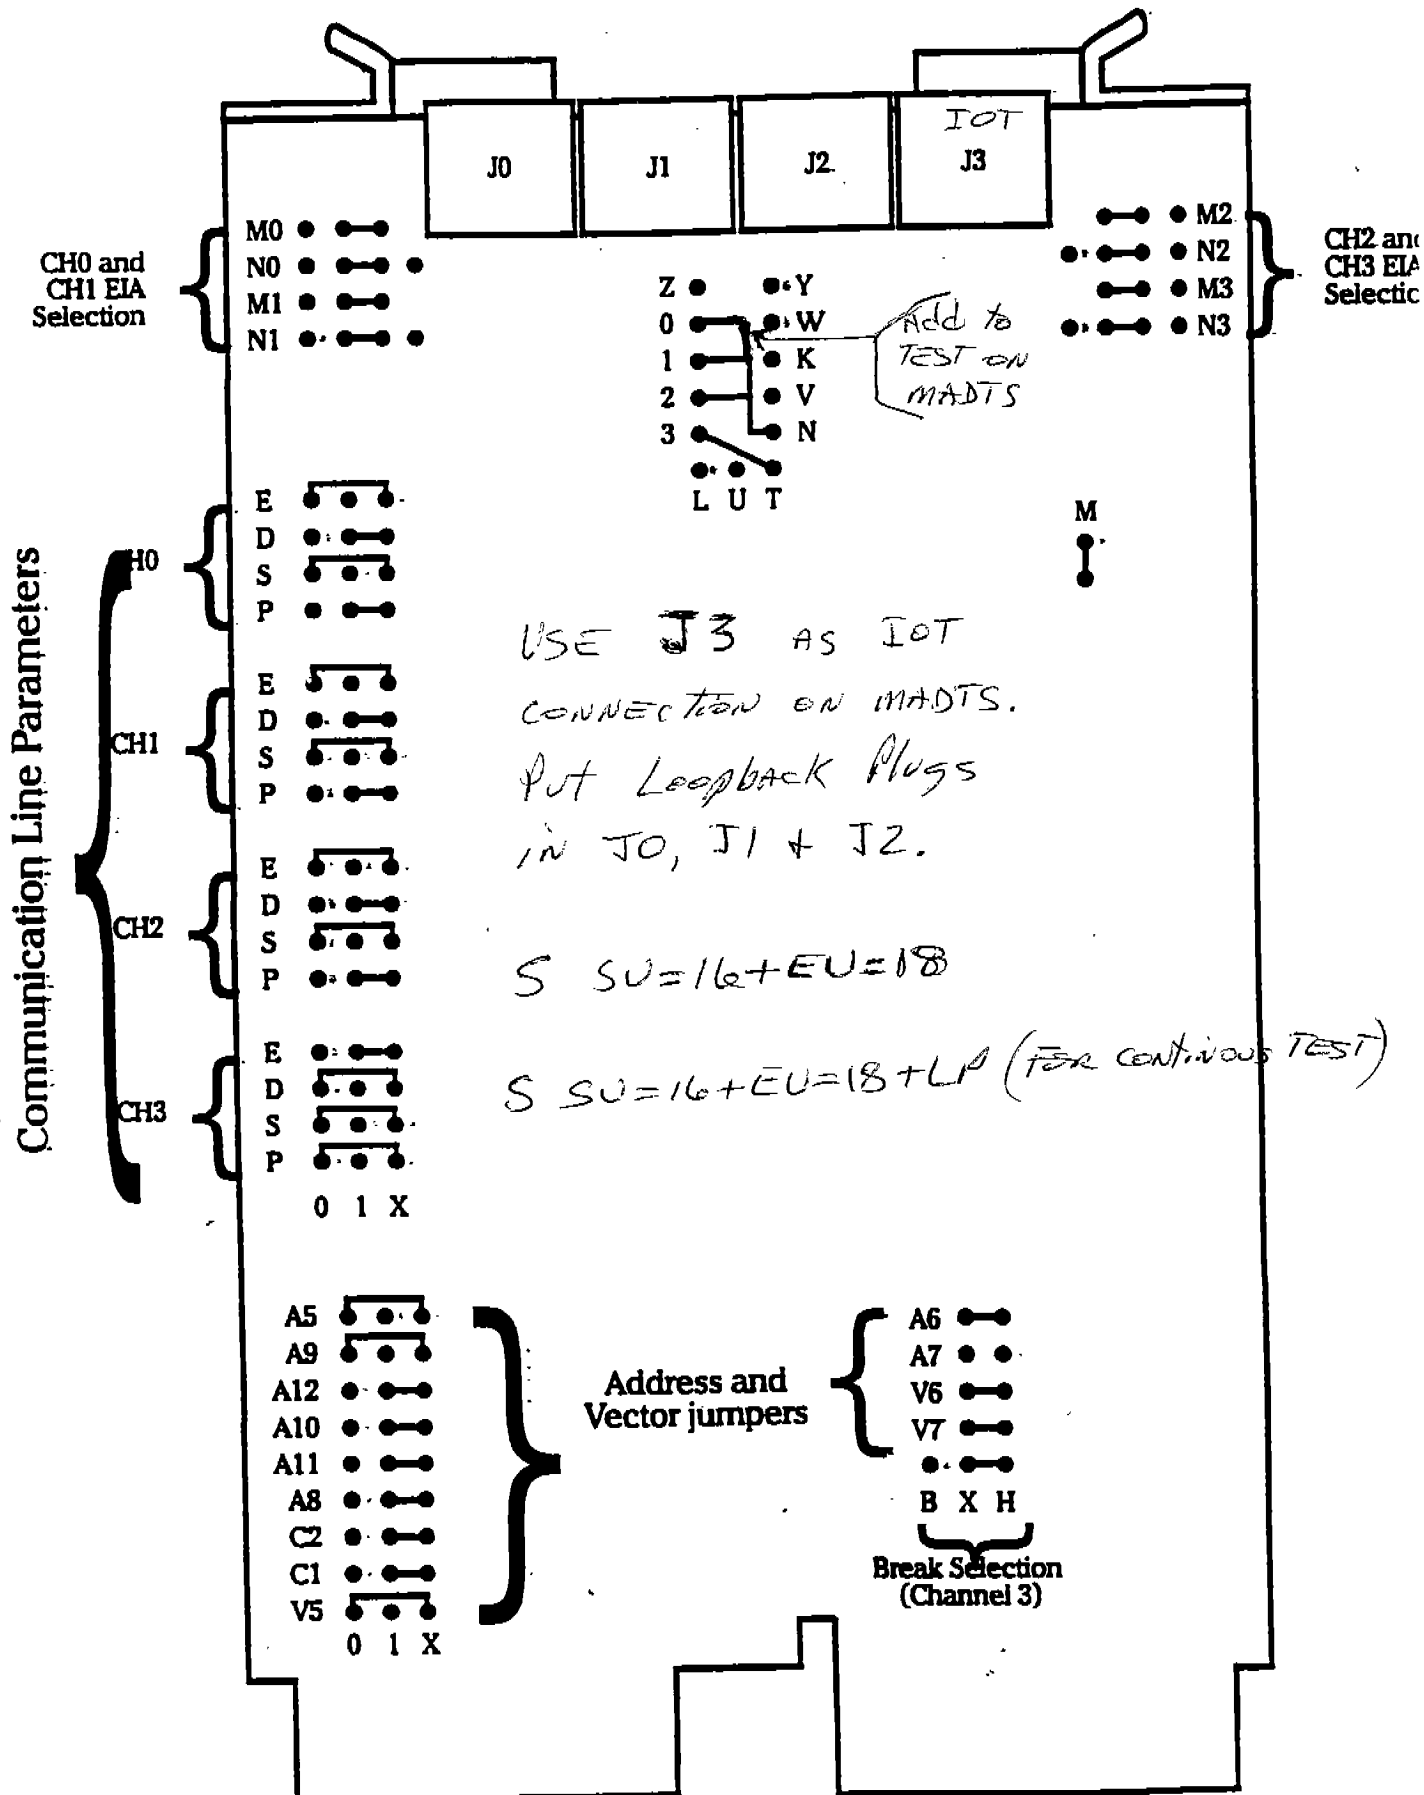 IOT
J0 J1 J2 J3
CH0 and
CH1 EIA
Selection
M0
N0
M1
N1
M2
N2
M3
N3
CH2 and
CH3 EIA
Selectio
Z Y
0 W
1 K
2 V
3 N
L U T
Add to
TEST ON
MADTS
M
Communication Line Parameters
H0
E
D
S
P
CH1
E
D
S
P
CH2
E
D
S
P
CH3
E
D
S
P
0 1 X
USE J3 AS IOT
CONNECTION ON MADTS.
Put LoopbACK Plugs
IN J0, J1 + J2.
S SU=16+EU=18
S SU=16+EU=18+LP (FOR CONTINOUS TEST)
A5
A9
A12
A10
A11
A8
C2
C1
V5
0 1 X
Address and
Vector jumpers
A6
A7
V6
V7
B X H
Break Selection
(Channel 3)